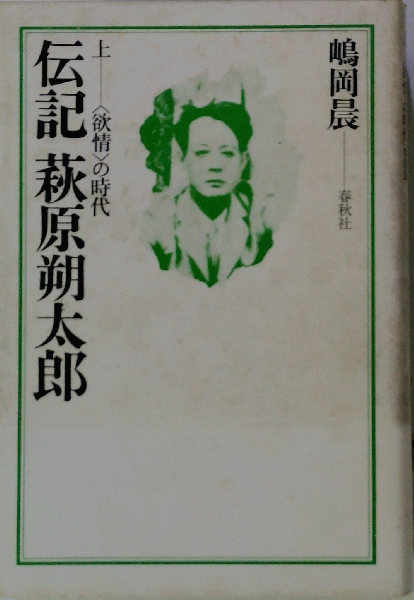 嶋岡晨──春秋社
上──〈欲情〉の時代
伝記 萩原朔太郎